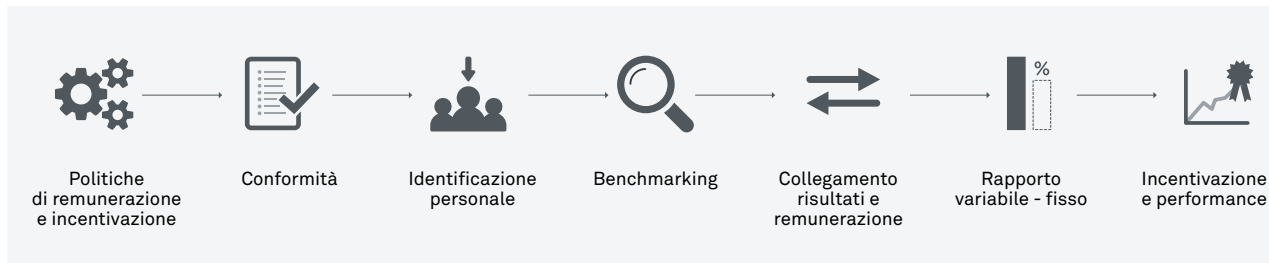 %
Politiche
di remunerazione
e incentivazione
Conformità
Identificazione
personale
Benchmarking
Collegamento
risultati e
remunerazione
Rapporto
variabile - fisso
Incentivazione
e performance